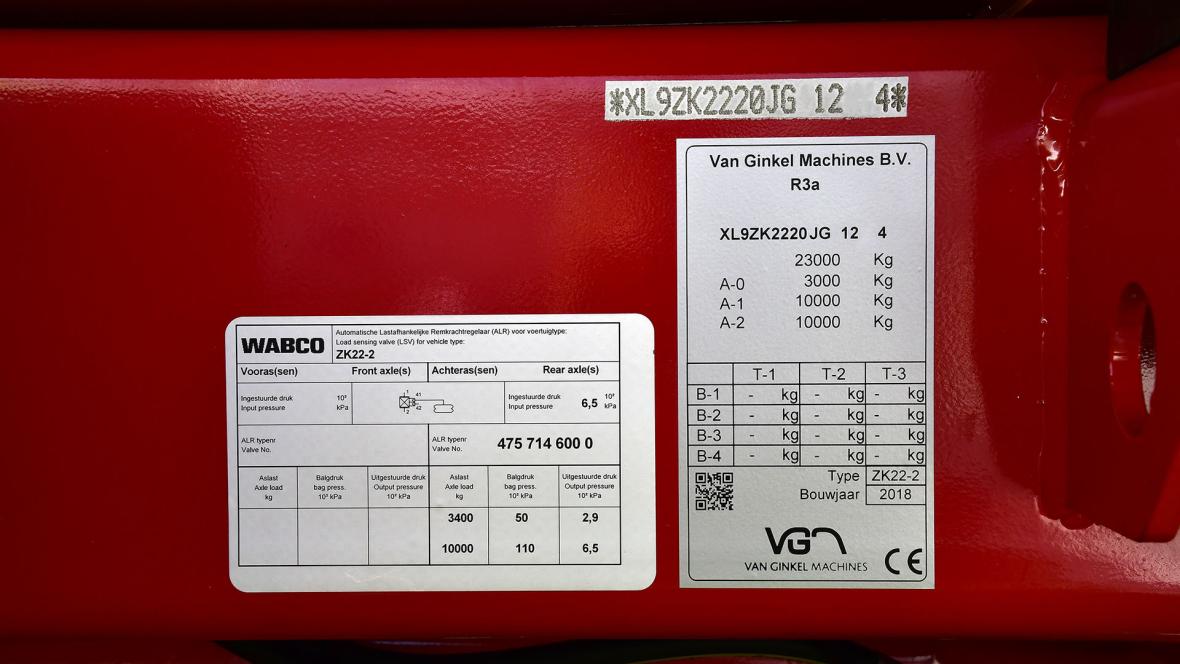 *XL9ZK2220JG 12 4*
Van Ginkel Machines B.V.
R3a
XL9ZK2220JG 12 4
23000 Kg
A-0 3000 Kg
A-1 10000 Kg
A-2 10000 Kg
T-1 T-2 T-3
B-1 - kg - kg - kg
B-2 - kg - kg - kg
B-3 - kg - kg - kg
B-4 - kg - kg - kg
Type ZK22-2
Bouwjaar 2018
VGM
VAN GINKEL MACHINES
CE
WABCO
Automatische Lastafhankelijke Remkrachtregelaar (ALR) voor voertuigtype:
Load sensing valve (LSV) for vehicle type:
ZK22-2
Vooras(sen) Front axle(s) Achteras(sen) Rear axle(s)
Ingestuurde druk 10² Ingestuurde druk 10²
Input pressure kPa Input pressure 6,5 kPa
1 41
42
2
ALR typenr ALR typenr
Valve No. Valve No. 475 714 600 0
Aslast Balgdruk Uitgestuurde druk Aslast Balgdruk Uitgestuurde druk
Axle load bag press. Output pressure Axle load bag press. Output pressure
kg 10² kPa 10² kPa kg 10² kPa 10² kPa
3400 50 2,9
10000 110 6,5